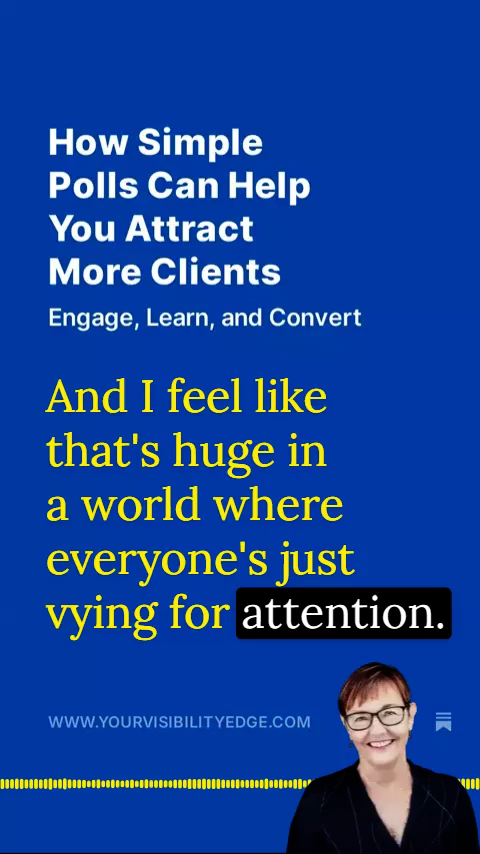 How Simple
Polls Can Help
You Attract
More Clients
Engage, Learn, and Convert
And I feel like
that's huge in
a world where
everyone's just
vying for attention.
WWW.YOURVISIBILITYEDGE.COM